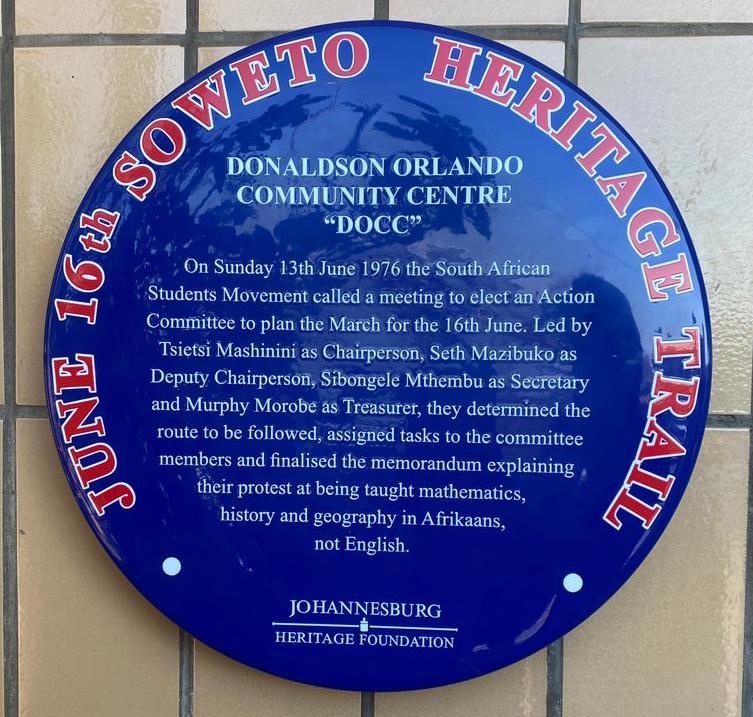 JUNE 16th SOWETO HERITAGE TRAIL
DONALDSON ORLANDO
COMMUNITY CENTRE
“DOCC”
On Sunday 13th June 1976 the South African
Students Movement called a meeting to elect an Action
Committee to plan the March for the 16th June. Led by
Tsietsi Mashinini as Chairperson, Seth Mazibuko as
Deputy Chairperson, Sibongele Mthembu as Secretary
and Murphy Morobe as Treasurer, they determined the
route to be followed, assigned tasks to the committee
members and finalised the memorandum explaining
their protest at being taught mathematics,
history and geography in Afrikaans,
not English.
JOHANNESBURG
HERITAGE FOUNDATION